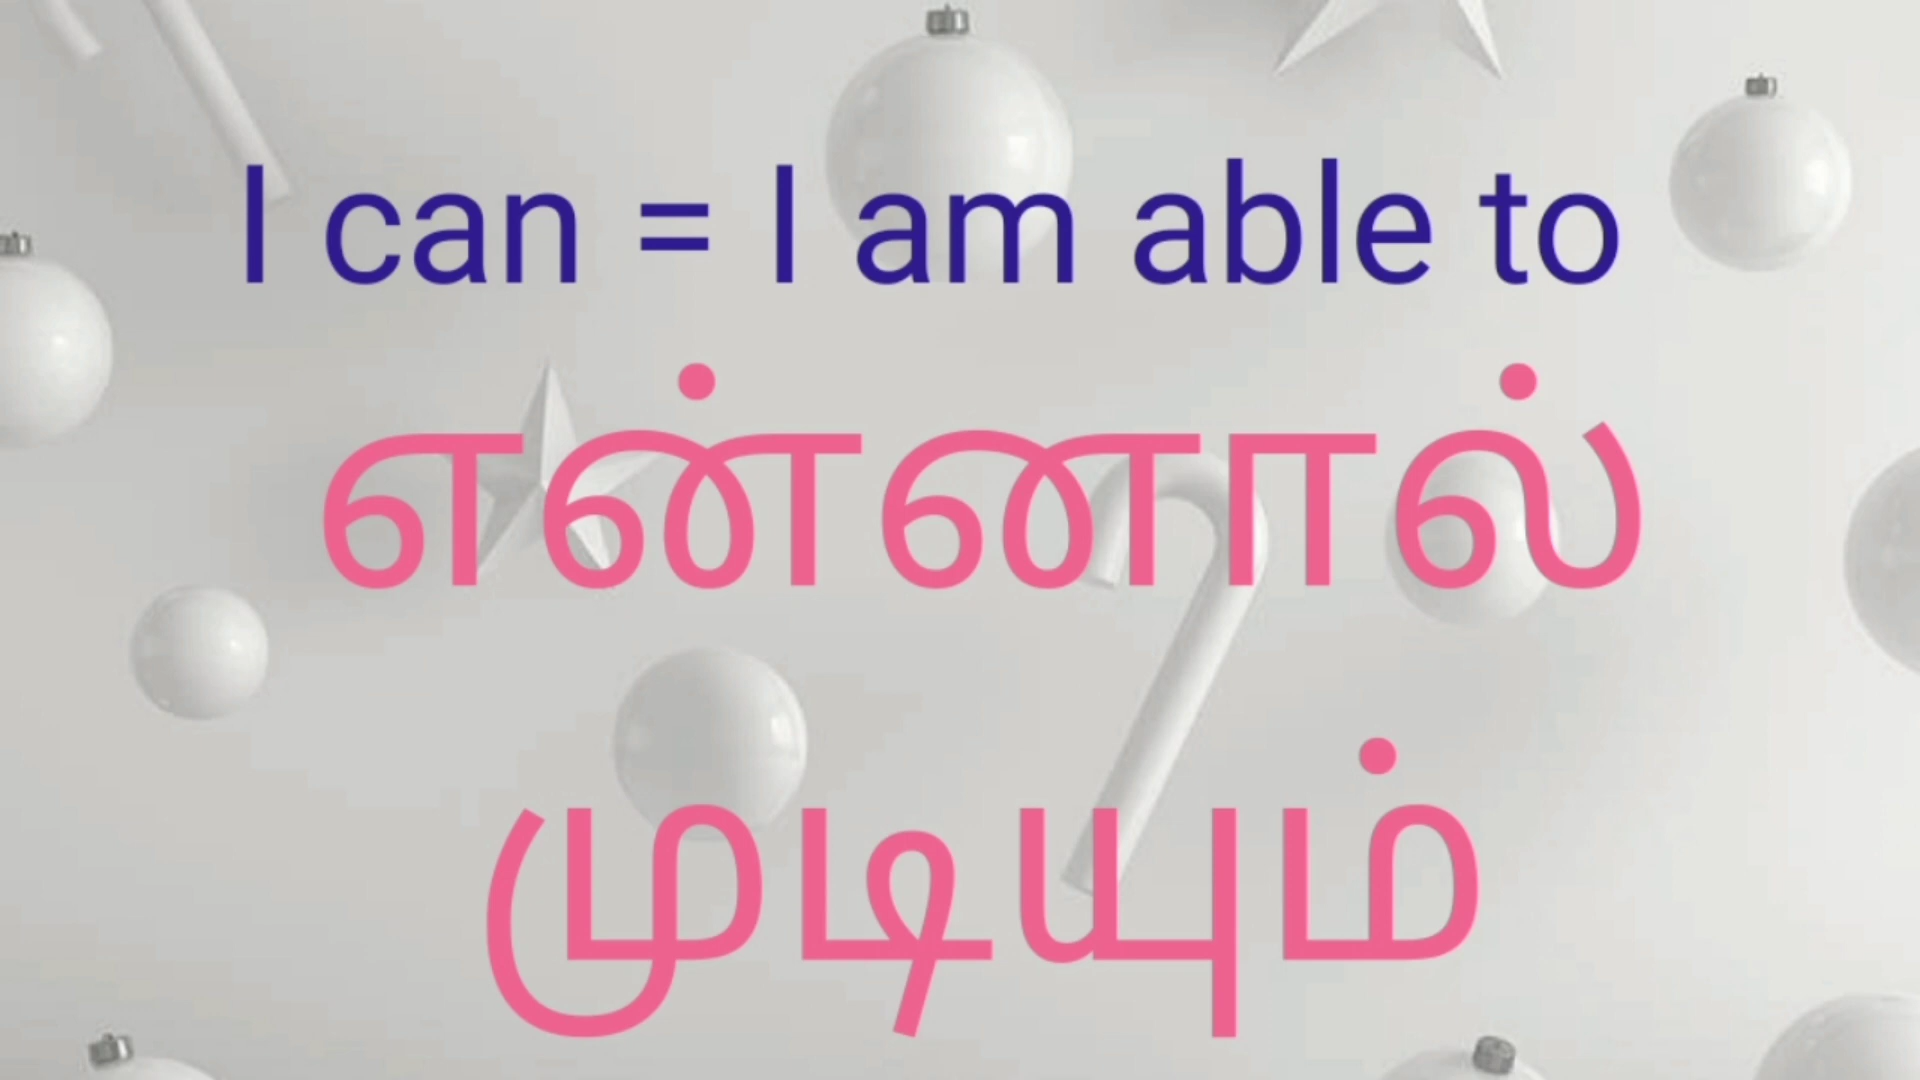 I can = I am able to
என்னால்
முடியும்